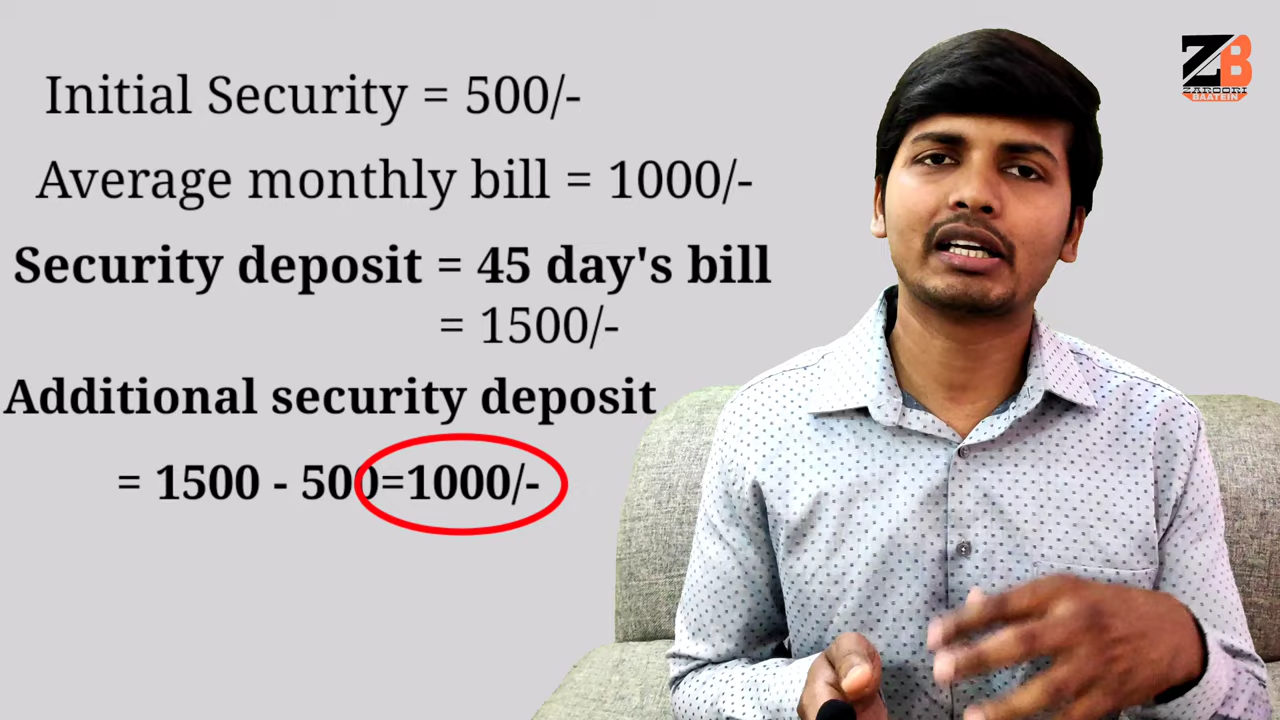 Initial Security = 500/-
Average monthly bill = 1000/-
Security deposit = 45 day's bill
= 1500/-
Additional security deposit
= 1500 - 500=1000/-
ZB
ZAROORI
BAATEIN